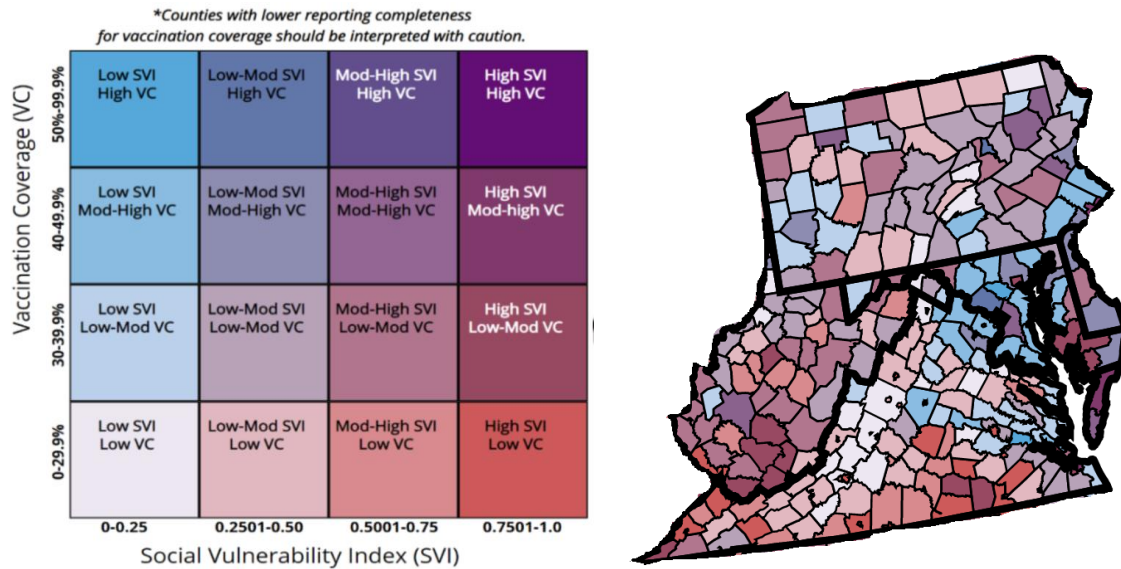 *Counties with lower reporting completeness
for vaccination coverage should be interpreted with caution.
Vaccination Coverage (VC)
50%-99.9%
Low SVI
High VC
Low-Mod SVI
High VC
Mod-High SVI
High VC
High SVI
High VC
40-49.9%
Low SVI
Mod-High VC
Low-Mod SVI
Mod-High VC
Mod-High SVI
Mod-High VC
High SVI
Mod-high VC
30-39.9%
Low SVI
Low-Mod VC
Low-Mod SVI
Low-Mod VC
Mod-High SVI
Low-Mod VC
High SVI
Low-Mod VC
0-29.9%
Low SVI
Low VC
Low-Mod SVI
Low VC
Mod-High SVI
Low VC
High SVI
Low VC
0-0.25
0.2501-0.50
0.5001-0.75
0.7501-1.0
Social Vulnerability Index (SVI)